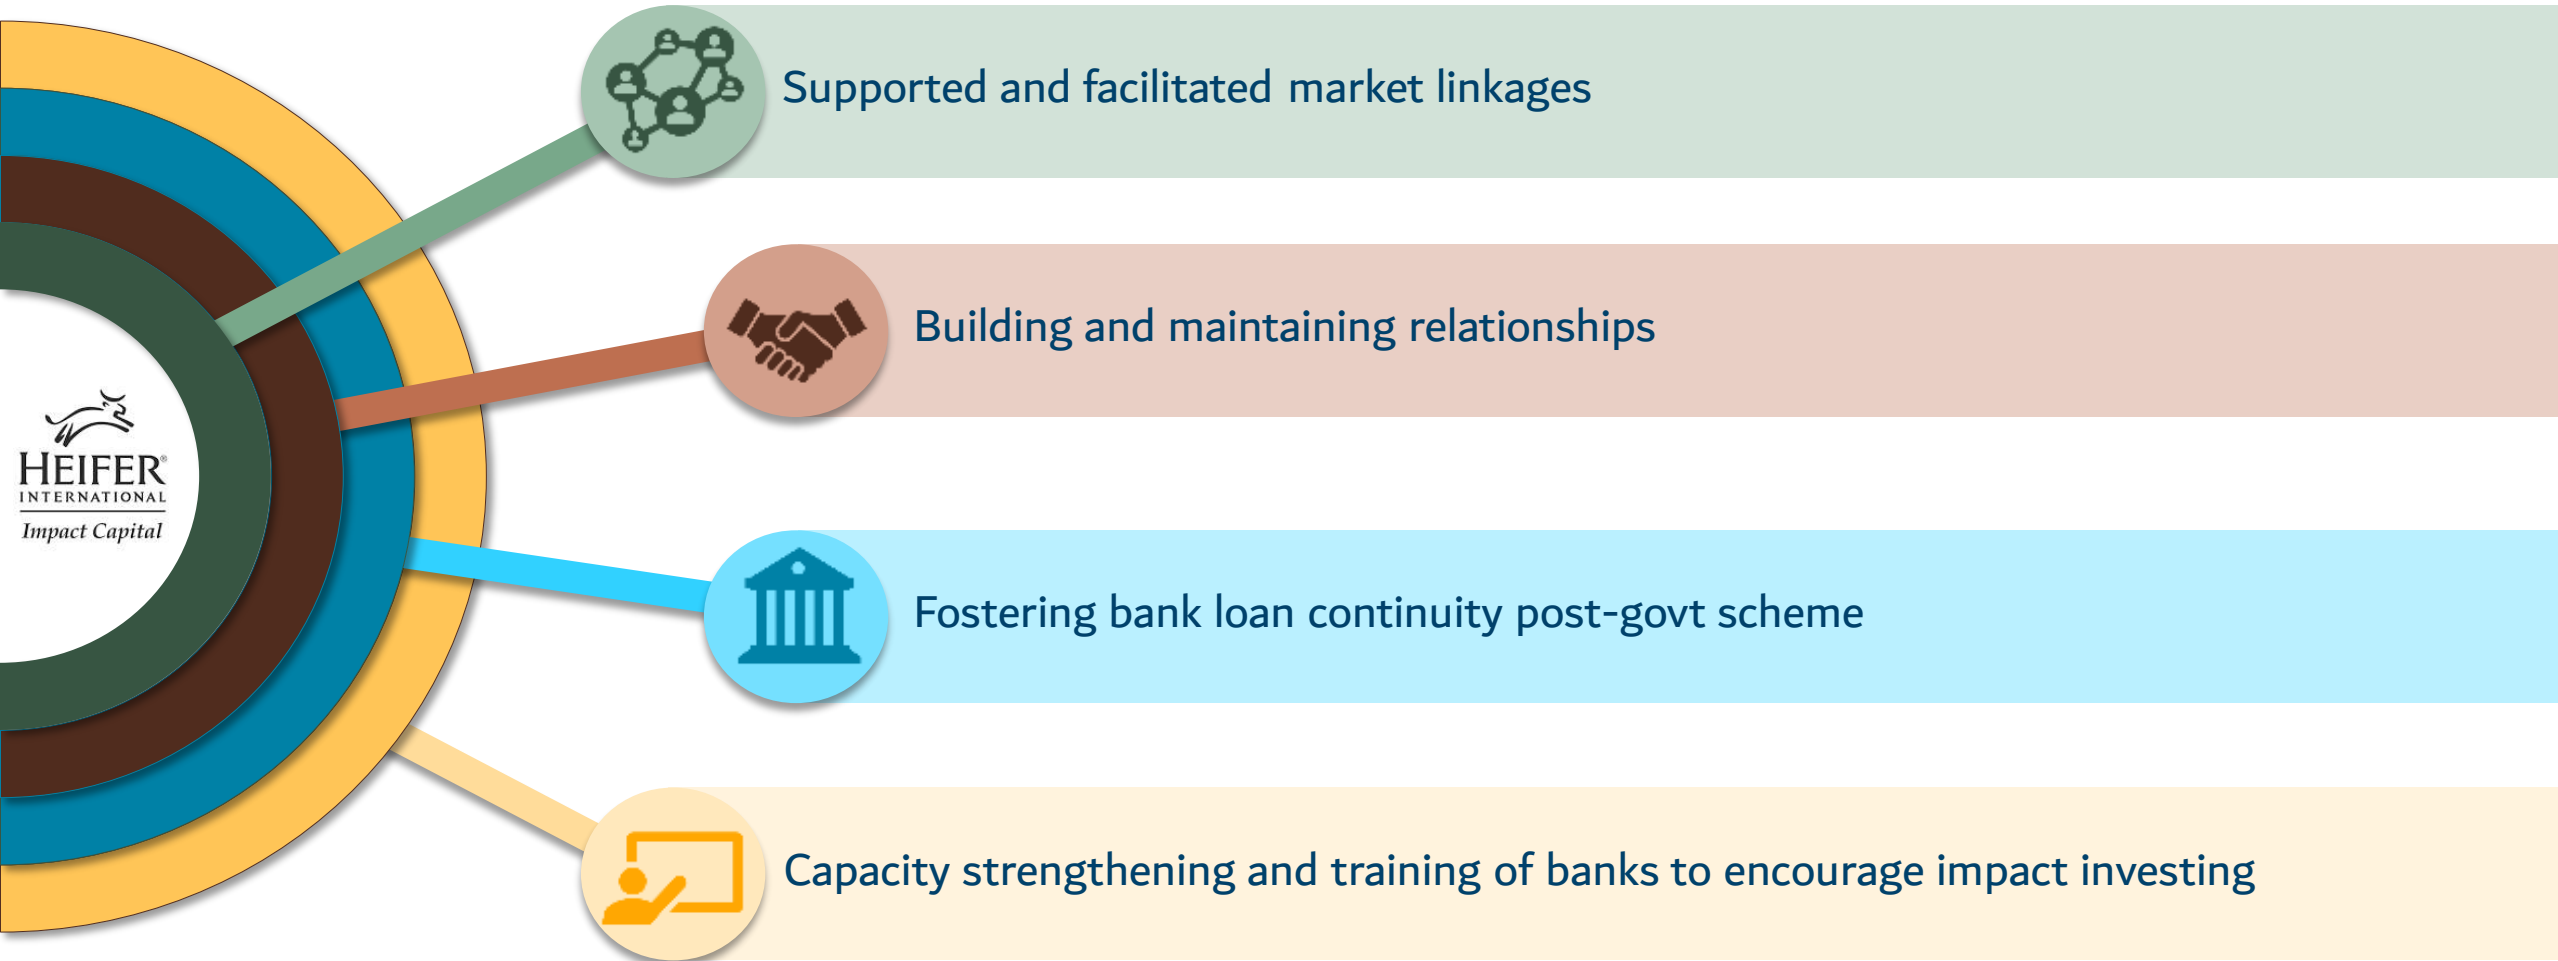 Supported and facilitated market linkages
Building and maintaining relationships
HEIFER®
INTERNATIONAL
Impact Capital
Fostering bank loan continuity post-govt scheme
Capacity strengthening and training of banks to encourage impact investing